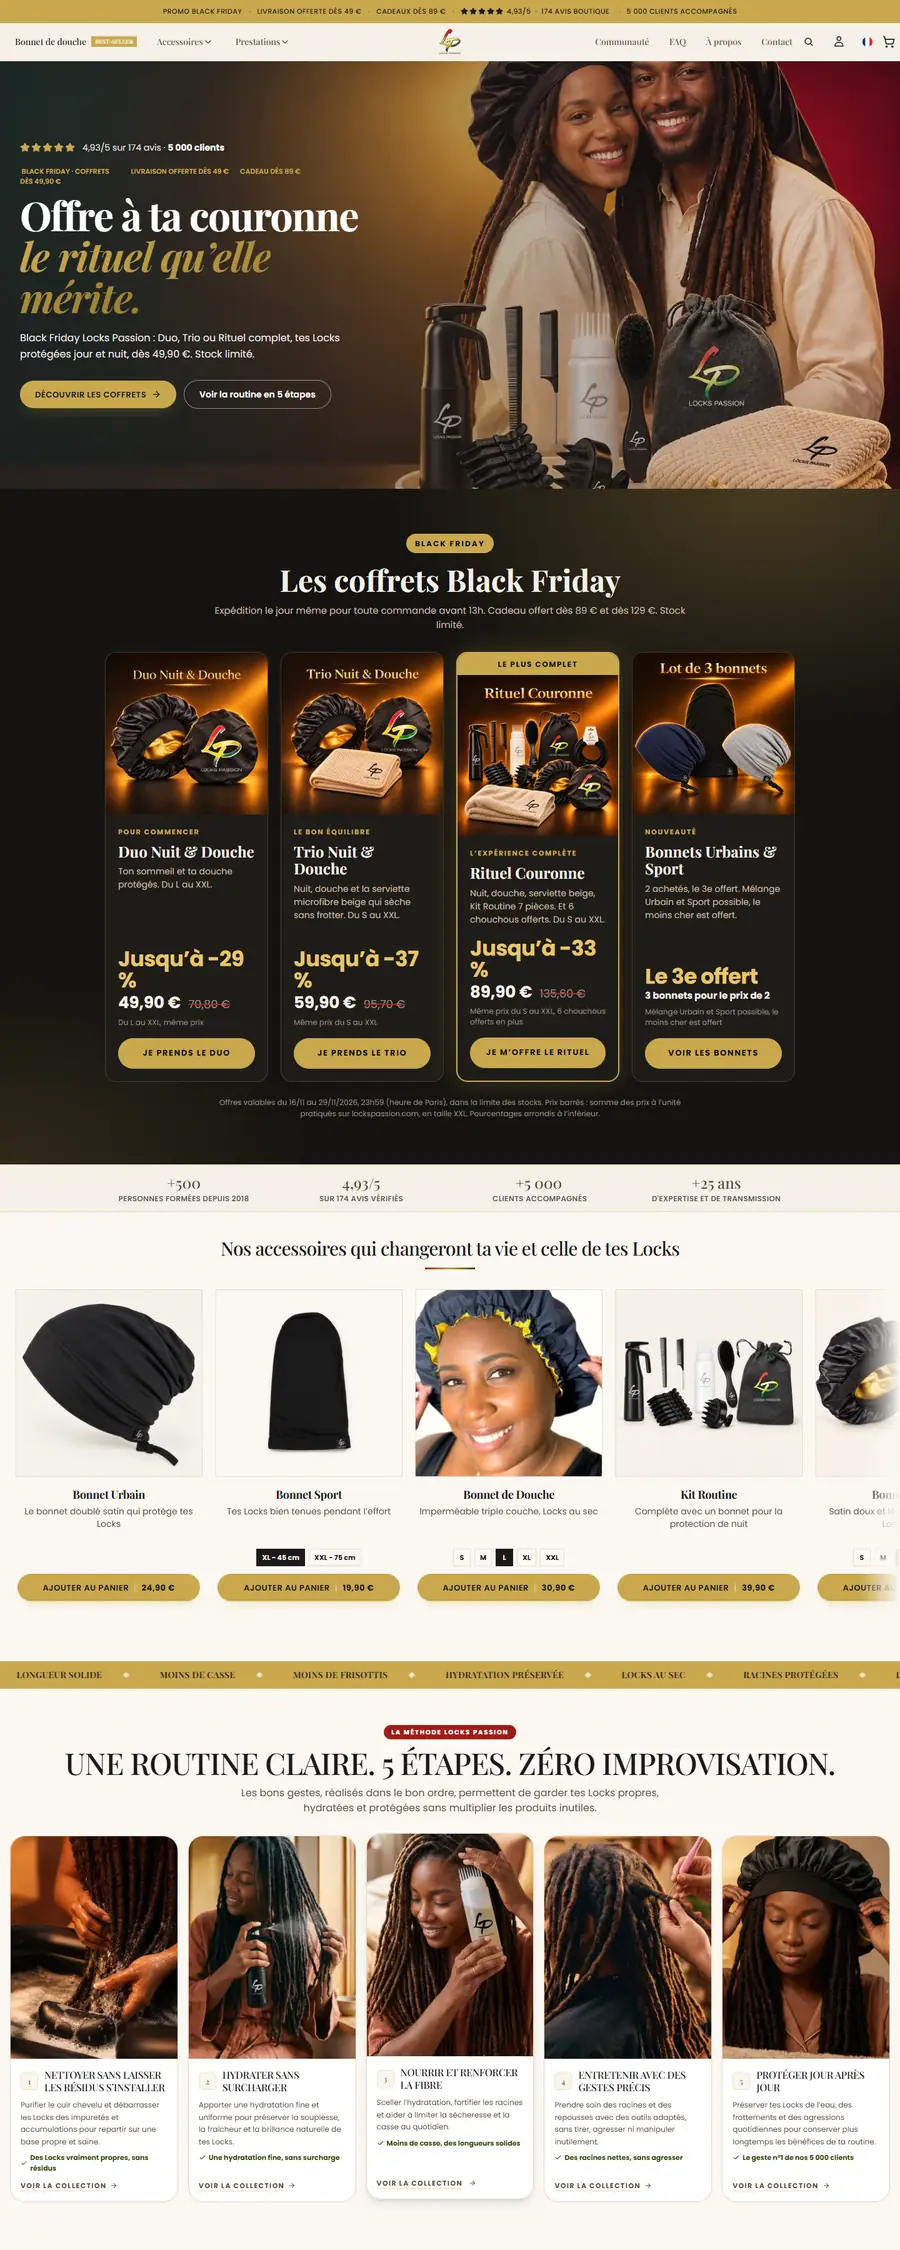 PROMO BLACK FRIDAY · LIVRAISON OFFERTE DÈS 49 € · CADEAUX DÈS 89 € · ★★★★★ 4,93/5 · 174 AVIS BOUTIQUE · 5 000 CLIENTS ACCOMPAGNÉS
Bonnet de douche BEST-SELLER Accessoires Prestations Communauté FAQ À propos Contact
4,93/5 sur 174 avis · 5 000 clients
BLACK FRIDAY · COFFRETS DÈS 49,90 € LIVRAISON OFFERTE DÈS 49 € CADEAU DÈS 89 €
Offre à ta couronne
le rituel qu’elle
mérite.
Black Friday Locks Passion : Duo, Trio ou Rituel complet, tes Locks
protégées jour et nuit, dès 49,90 €. Stock limité.
DÉCOUVRIR LES COFFRETS →
Voir la routine en 5 étapes
LP
LOCKS PASSION
LP
LOCKS PASSION
BLACK FRIDAY
Les coffrets Black Friday
Expédition le jour même pour toute commande avant 13h. Cadeau offert dès 89 € et dès 129 €. Stock
limité.
Duo Nuit & Douche
LP
LOCKS PASSION
POUR COMMENCER
Duo Nuit & Douche
Ton sommeil et ta douche
protégés. Du L au XXL.
Jusqu’à -29
%
49,90 € 70,80 €
Du L au XXL, même prix
JE PRENDS LE DUO
Trio Nuit & Douche
LP
LOCKS PASSION
LE BON ÉQUILIBRE
Trio Nuit &
Douche
Nuit, douche et la serviette
microfibre beige qui sèche
sans frotter. Du S au XXL.
Jusqu’à -37
%
59,90 € 95,70 €
Même prix du S au XXL
JE PRENDS LE TRIO
LE PLUS COMPLET
Rituel Couronne
L’EXPÉRIENCE COMPLÈTE
Rituel Couronne
Nuit, douche, serviette beige,
Kit Routine 7 pièces. Et 6
chouchous offerts. Du S au XXL.
Jusqu’à -33
%
89,90 € 135,60 €
Même prix du S au XXL, 6 chouchous
offerts en plus
JE M’OFFRE LE RITUEL
Lot de 3 bonnets
NOUVEAUTÉ
Bonnets Urbains &
Sport
2 achetés, le 3e offert. Mélange
Urbain et Sport possible, le
moins cher est offert.
Le 3e offert
3 bonnets pour le prix de 2
Mélange Urbain et Sport possible, le
moins cher est offert
VOIR LES BONNETS
Offres valables du 16/11 au 29/11/2026, 23h59 (heure de Paris), dans la limite des stocks. Prix barrés : somme des prix à l’unité
pratiqués sur lockspassion.com, en taille XXL. Pourcentages arrondis à l’inférieur.
+500
PERSONNES FORMÉES DEPUIS 2018
4,93/5
SUR 174 AVIS VÉRIFIÉS
+5 000
CLIENTS ACCOMPAGNÉS
+25 ans
D’EXPERTISE ET DE TRANSMISSION
Nos accessoires qui changeront ta vie et celle de tes Locks
Bonnet Urbain
Le bonnet doublé satin qui protège tes
Locks
AJOUTER AU PANIER | 24,90 €
Bonnet Sport
Tes Locks bien tenues pendant l’effort
XL - 45 cm XXL - 75 cm
AJOUTER AU PANIER | 19,90 €
Bonnet de Douche
Imperméable triple couche, Locks au sec
S M L XL XXL
AJOUTER AU PANIER | 30,90 €
Kit Routine
Complète avec un bonnet pour la
protection de nuit
AJOUTER AU PANIER | 39,90 €
Satin doux et
S M
AJOUTER
LONGUEUR SOLIDE MOINS DE CASSE MOINS DE FRISOTTIS HYDRATATION PRÉSERVÉE LOCKS AU SEC RACINES PROTÉGÉES
LA MÉTHODE LOCKS PASSION
UNE ROUTINE CLAIRE. 5 ÉTAPES. ZÉRO IMPROVISATION.
Les bons gestes, réalisés dans le bon ordre, permettent de garder tes Locks propres,
hydratées et protégées sans multiplier les produits inutiles.
1 NETTOYER SANS LAISSER
LES RÉSIDUS S’INSTALLER
Purifier le cuir chevelu et débarrasser
les Locks des impuretés et
accumulations pour repartir sur une
base propre et saine.
✓ Des Locks vraiment propres, sans
résidus
VOIR LA COLLECTION →
2 HYDRATER SANS
SURCHARGER
Apporter une hydratation fine et
uniforme pour préserver la souplesse,
la fraîcheur et la brillance naturelle de
tes Locks.
✓ Une hydratation fine, sans surcharge
VOIR LA COLLECTION →
3 NOURRIR ET RENFORCER
LA FIBRE
Sceller l’hydratation, fortifier les racines
et aider à limiter la sécheresse et la
casse au quotidien.
✓ Moins de casse, des longueurs solides
VOIR LA COLLECTION →
4 ENTRETENIR AVEC DES
GESTES PRÉCIS
Prendre soin des racines et des
repousses avec des outils adaptés,
sans tirer, agresser ni manipuler
inutilement.
✓ Des racines nettes, sans agresser
VOIR LA COLLECTION →
5 PROTÉGER JOUR APRÈS
JOUR
Préserver tes Locks de l’eau, des
frottements et des agressions
quotidiennes pour conserver plus
longtemps les bénéfices de ta routine.
✓ Le geste n°1 de nos 5 000 clients
VOIR LA COLLECTION →